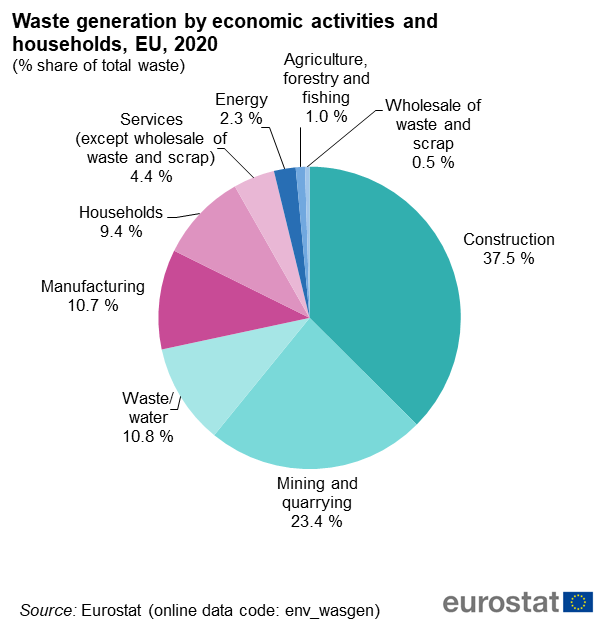 Waste generation by economic activities and
households, EU, 2020
(% share of total waste)
Agriculture,
forestry and
fishing
1.0 %
Energy
2.3 %
Wholesale of
waste and
scrap
0.5 %
Services
(except wholesale of
waste and scrap)
4.4 %
Households
9.4 %
Construction
37.5 %
Manufacturing
10.7 %
Waste/
water
10.8 %
Mining and
quarrying
23.4 %
Source: Eurostat (online data code: env_wasgen)
eurostat